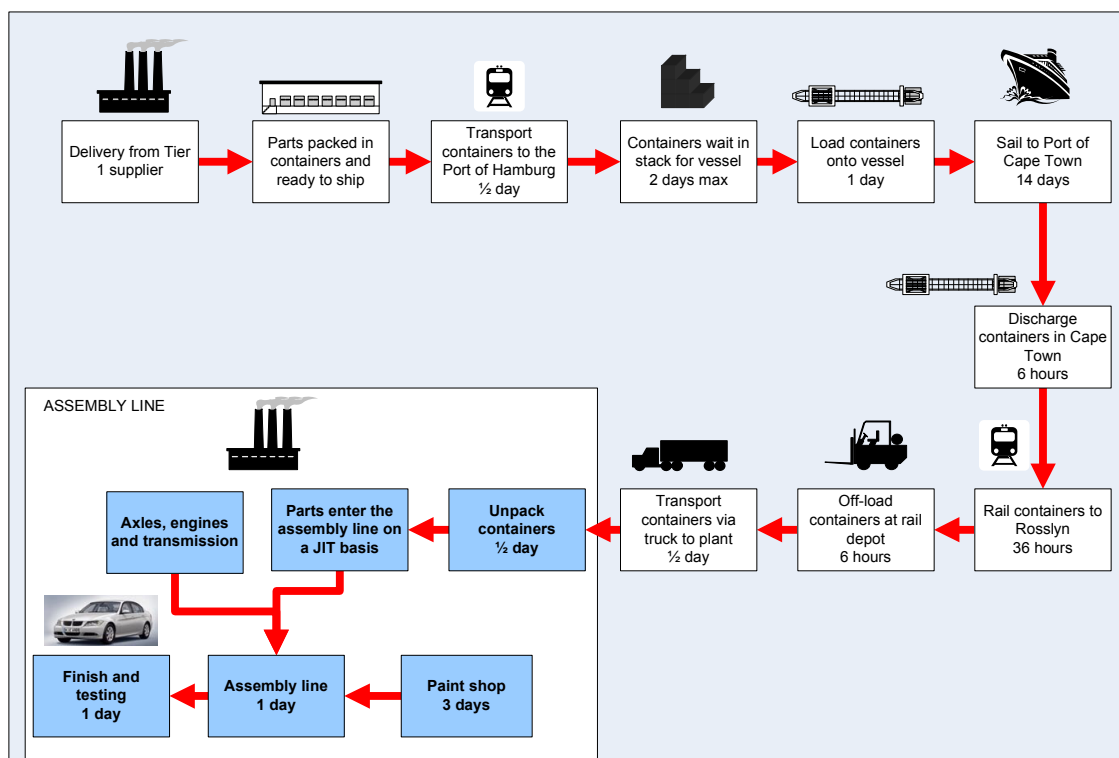 Delivery from Tier
1 supplier
Parts packed in
containers and
ready to ship
Transport
containers to the
Port of Hamburg
½ day
Containers wait in
stack for vessel
2 days max
Load containers
onto vessel
1 day
Sail to Port of
Cape Town
14 days
Discharge
containers in Cape
Town
6 hours
Rail containers to
Rosslyn
36 hours
Off-load
containers at rail
depot
6 hours
Transport
containers via
truck to plant
½ day
ASSEMBLY LINE
Unpack
containers
½ day
Parts enter the
assembly line on
a JIT basis
Axles, engines
and transmission
Paint shop
3 days
Assembly line
1 day
Finish and
testing
1 day